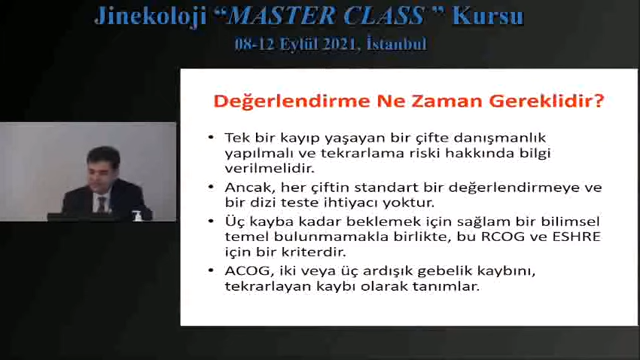 Jinekoloji “MASTER CLASS ” Kursu
08-12 Eylül 2021, İstanbul
Değerlendirme Ne Zaman Gereklidir?
• Tek bir kayıp yaşayan bir çifte danışmanlık
yapılmalı ve tekrarlama riski hakkında bilgi
verilmelidir.
• Ancak, her çiftin standart bir değerlendirmeye ve
bir dizi teste ihtiyacı yoktur.
• Üç kayba kadar beklemek için sağlam bir bilimsel
temel bulunmamakla birlikte, bu RCOG ve ESHRE
için bir kriterdir.
• ACOG, iki veya üç ardışık gebelik kaybını,
tekrarlayan kaybı olarak tanımlar.